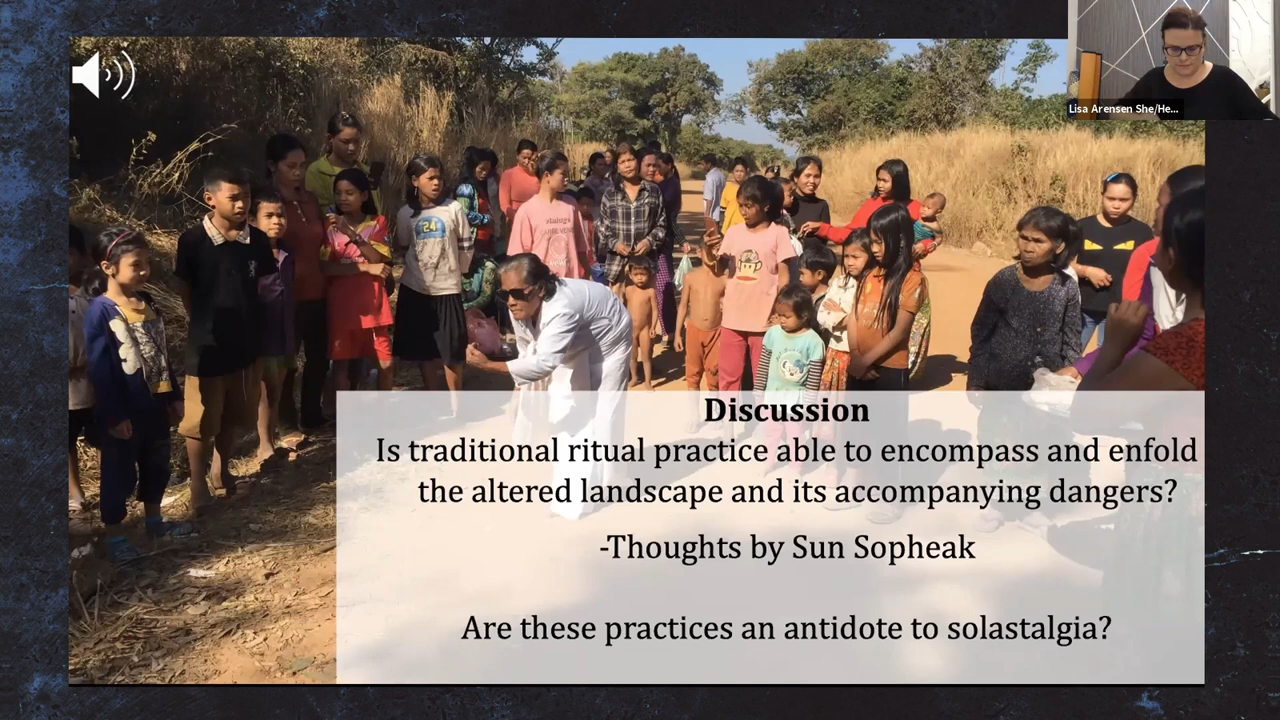 Lisa Arensen She/He...
24
Discussion
Is traditional ritual practice able to encompass and enfold
the altered landscape and its accompanying dangers?
-Thoughts by Sun Sopheak
Are these practices an antidote to solastalgia?